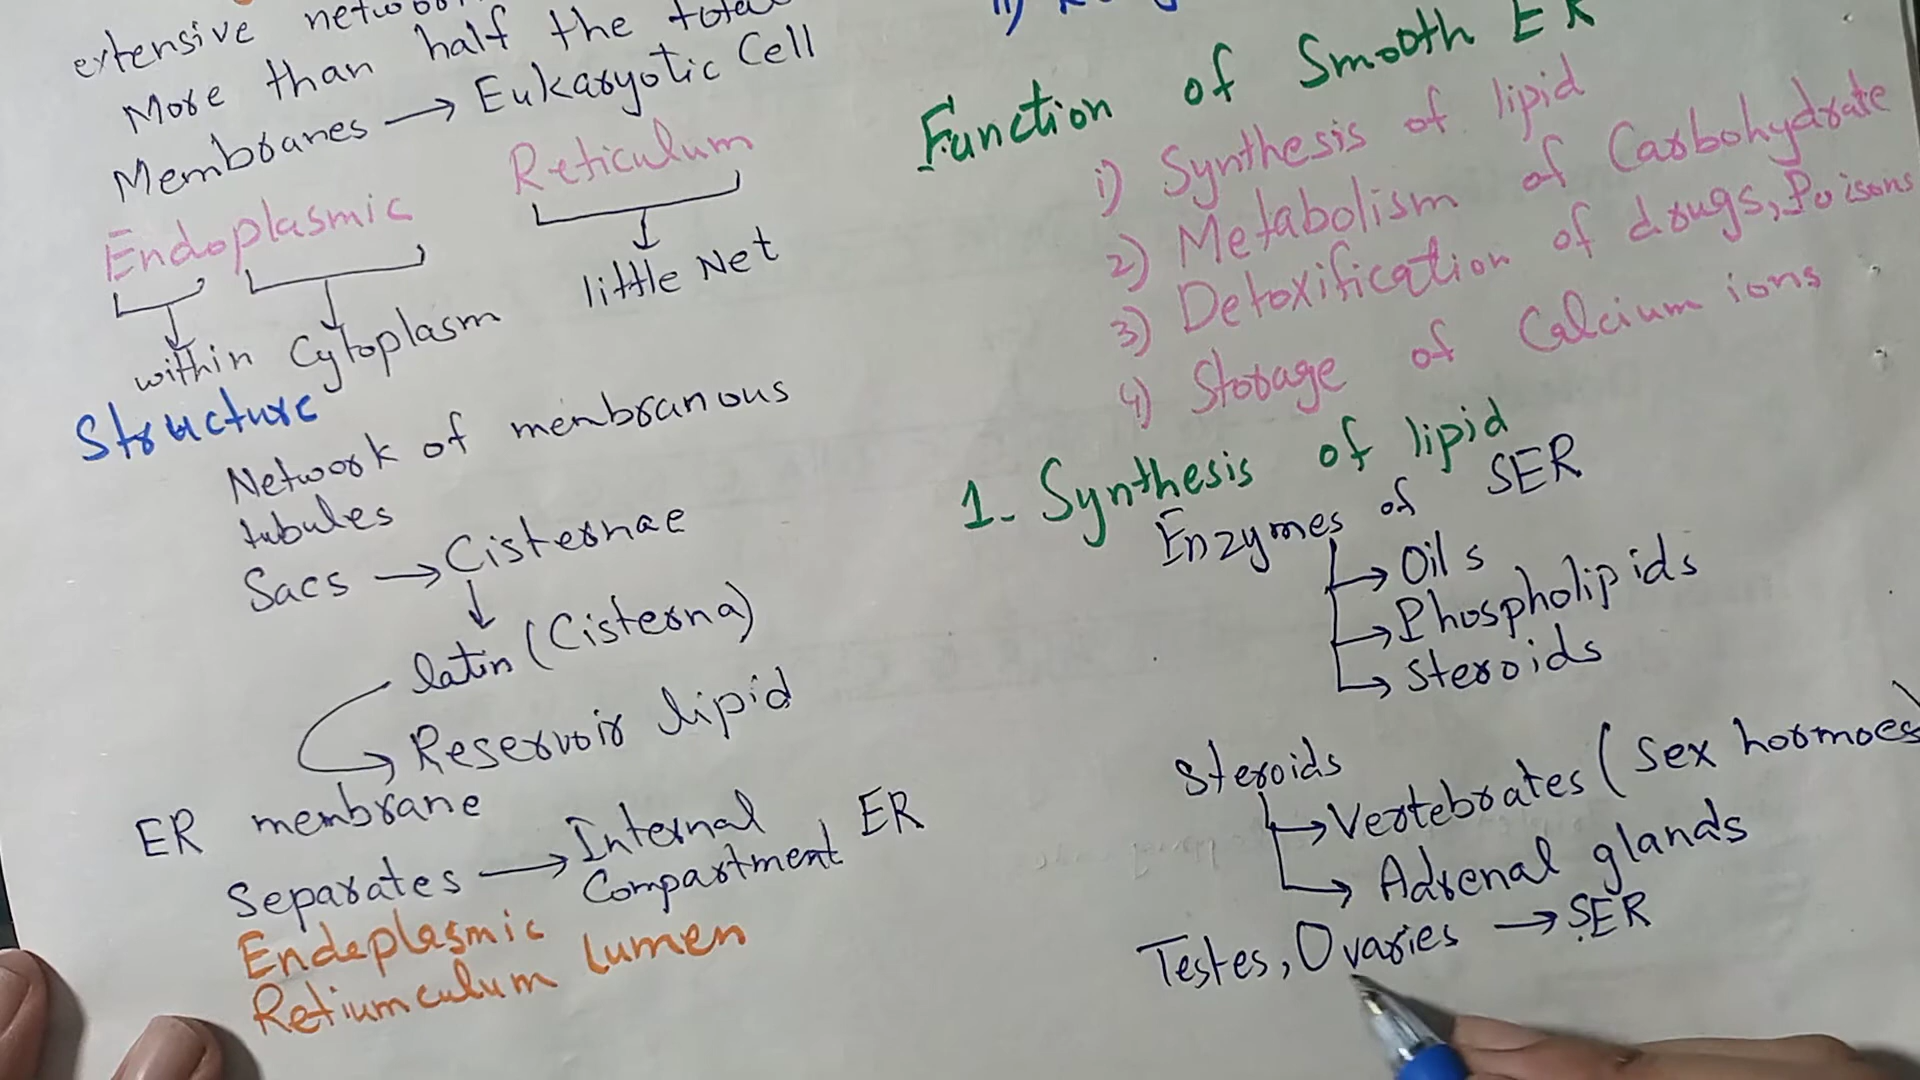 extensive
More than half the total
Membranes → Eukaryotic Cell
Endoplasmic Reticulum
within Cytoplasm little Net
Structure
Network of membranous
tubules
Sacs → Cisternae
latin (Cisterna)
Reservoir lipid
ER membrane
Separates → Internal
Compartment ER
Endeplasmic
Retiumculum lumen
Function of Smooth ER
1) Synthesis of lipid
2) Metabolism of Carbohydrate
3) Detoxification of drugs, Poisons
4) Storage of Calcium ions
1- Synthesis of lipid
Enzymes of SER
→ Oils
→ Phospholipids
→ Steroids
Steroids
→ Vertebrates (Sex hormoes)
→ Adrenal glands
Testes, Ovaries → SER